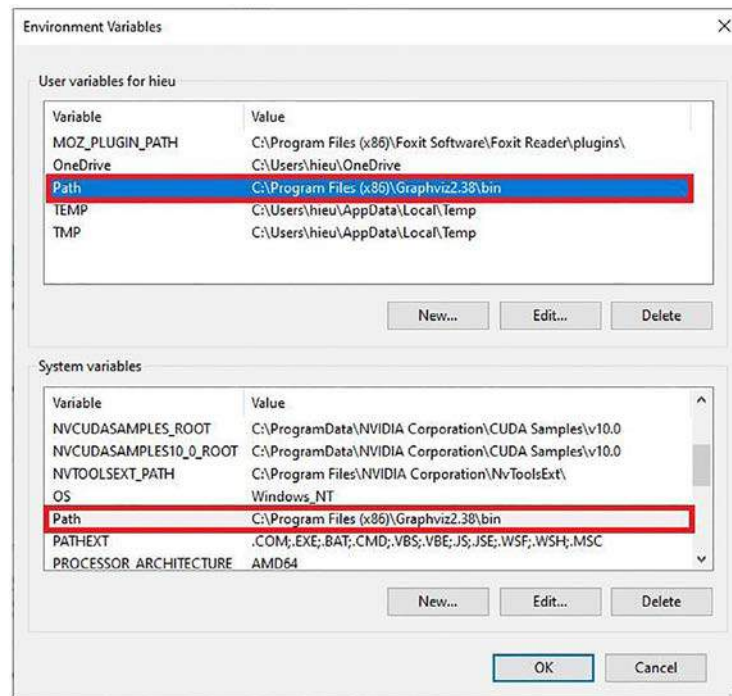 Environment Variables
User variables for hieu
Variable Value
MOZ_PLUGIN_PATH C:\Program Files (x86)\Foxit Software\Foxit Reader\plugins\
OneDrive C:\Users\hieu\OneDrive
Path C:\Program Files (x86)\Graphviz2.38\bin
TEMP C:\Users\hieu\AppData\Local\Temp
TMP C:\Users\hieu\AppData\Local\Temp
New... Edit... Delete
System variables
Variable Value
NVCUDASAMPLES_ROOT C:\ProgramData\NVIDIA Corporation\CUDA Samples\v10.0
NVCUDASAMPLES10_0_ROOT C:\ProgramData\NVIDIA Corporation\CUDA Samples\v10.0
NVTOOLSEXT_PATH C:\Program Files\NVIDIA Corporation\NvToolsExt\
OS Windows_NT
Path C:\Program Files (x86)\Graphviz2.38\bin
PATHEXT .COM;.EXE;.BAT;.CMD;.VBS;.VBE;.JS;.JSE;.WSF;.WSH;.MSC
PROCESSOR_ARCHITECTURE AMD64
New... Edit... Delete
OK Cancel